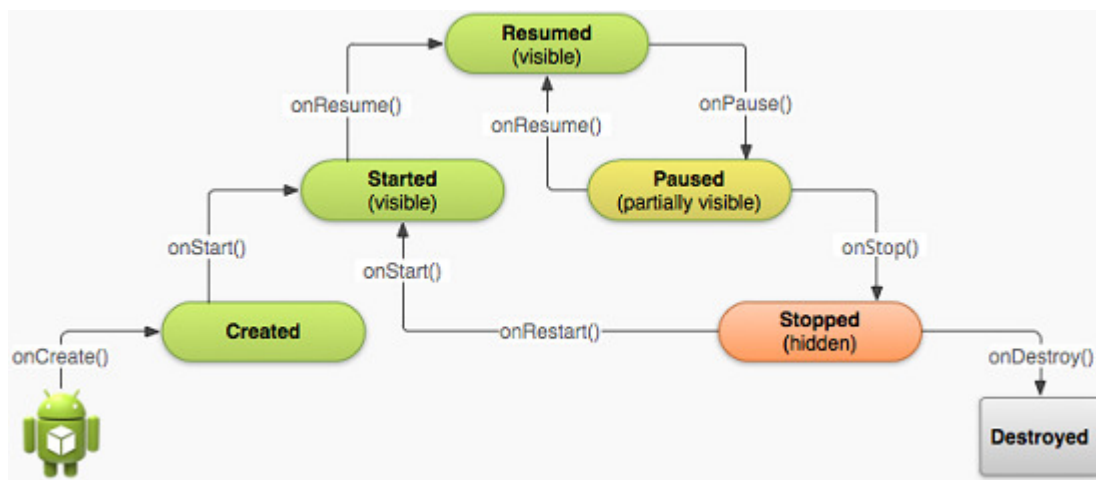 Resumed
(visible)
onResume()
onResume()
onPause()
Started
(visible)
Paused
(partially visible)
onStart()
onStart()
onStop()
Created
onRestart()
Stopped
(hidden)
onCreate()
onDestroy()
Destroyed